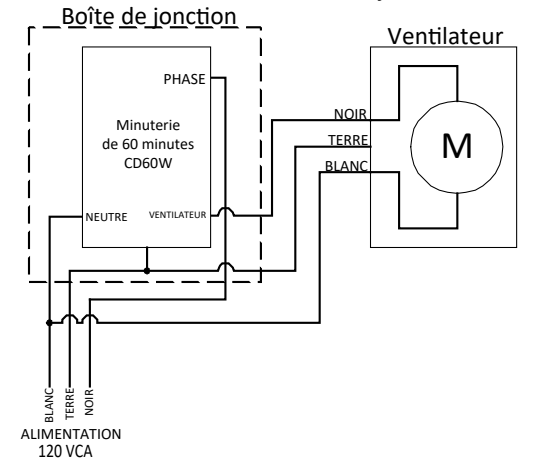 Boîte de jonction
Ventilateur
PHASE
Minuterie
de 60 minutes
CD60W
NEUTRE
VENTILATEUR
NOIR
TERRE
BLANC
M
BLANC
TERRE
NOIR
ALIMENTATION
120 VCA